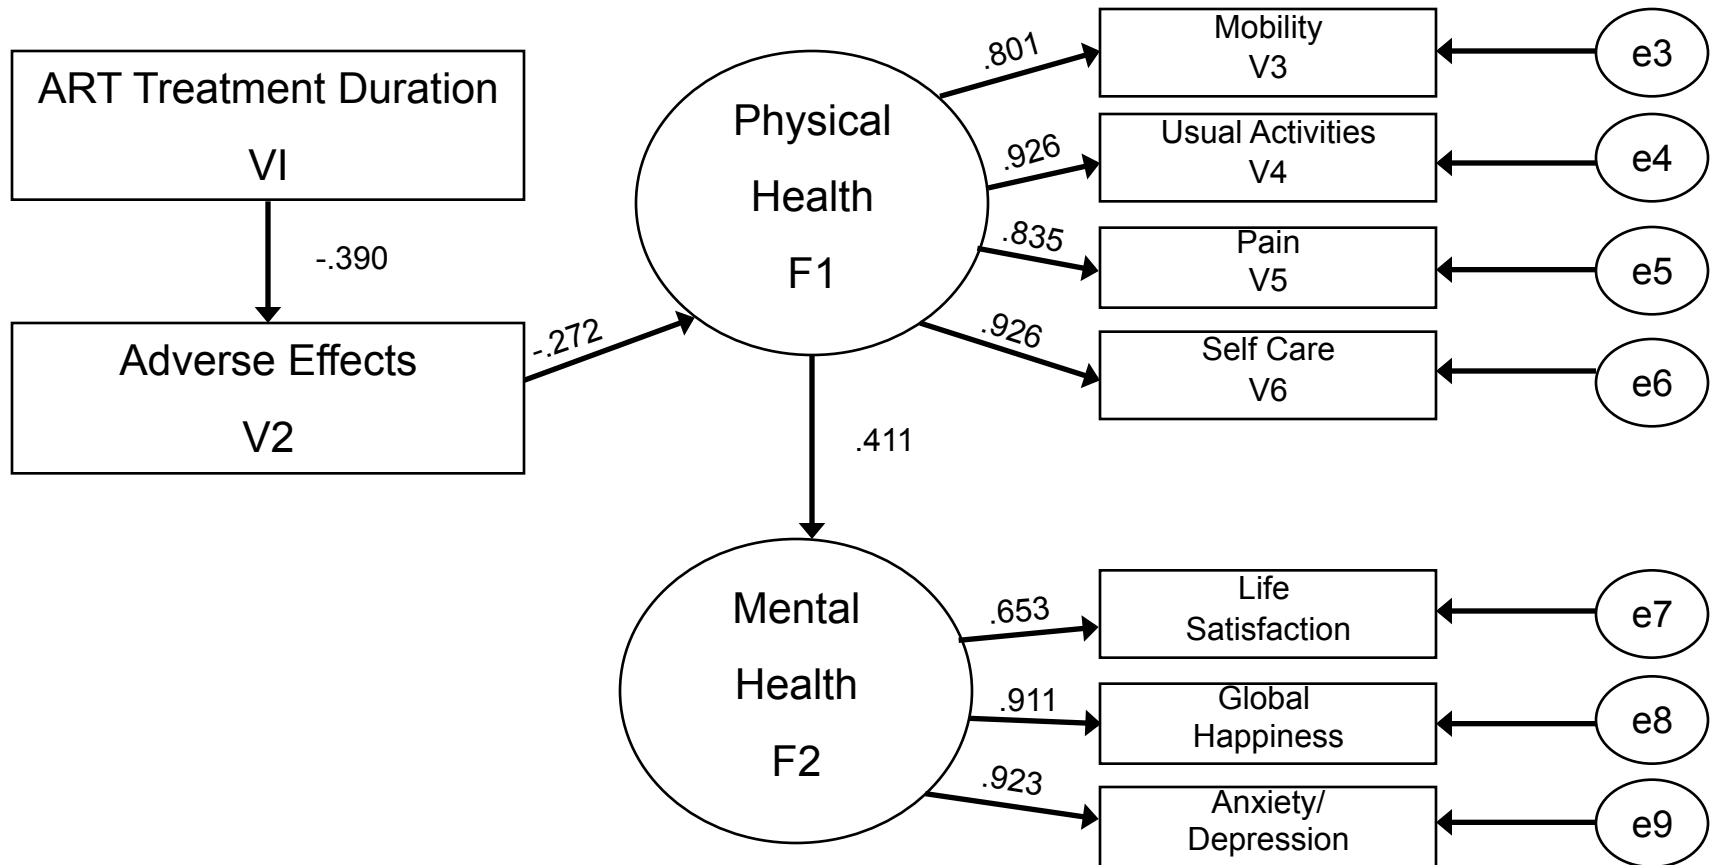 ART Treatment Duration
VI
-.390
Adverse Effects
V2
-.272
Physical
Health
F1
.411
.801
Mobility
V3
e3
.926
Usual Activities
V4
e4
.835
Pain
V5
e5
.926
Self Care
V6
e6
Mental
Health
F2
.653
Life
Satisfaction
e7
.911
Global
Happiness
e8
.923
Anxiety/
Depression
e9